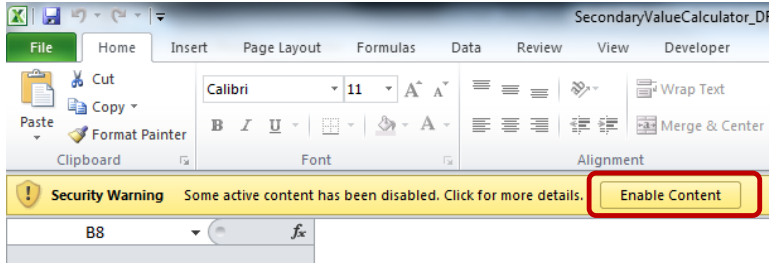 SecondaryValueCalculator_DF
File Home Insert Page Layout Formulas Data Review View Developer
Cut
Calibri 11 A A Wrap Text
Copy
Paste
Format Painter B I U A Merge & Center
Clipboard Font Alignment
Security Warning Some active content has been disabled. Click for more details. Enable Content
B8 fx